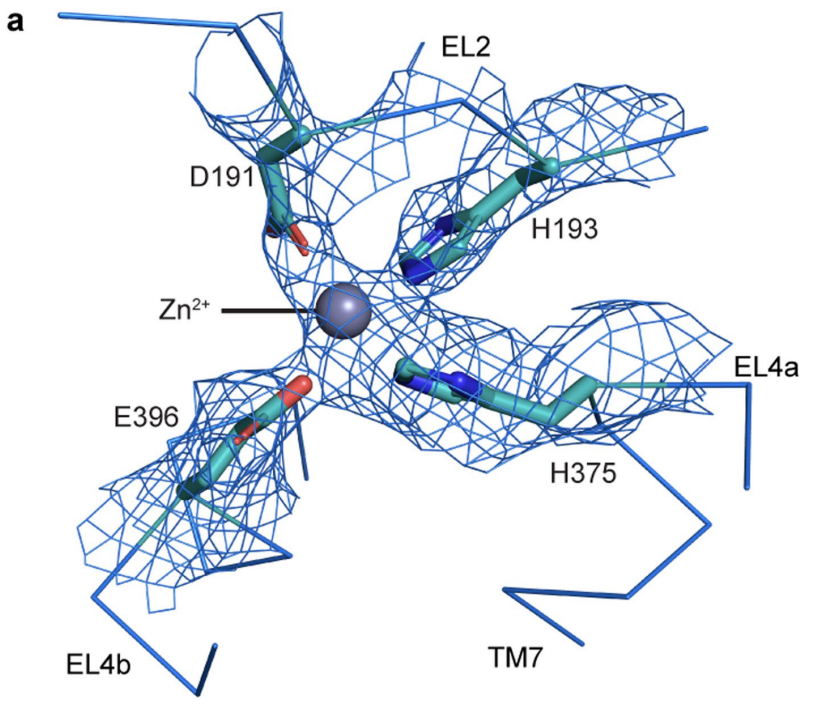 a
EL2
D191
H193
Zn²⁺
EL4a
E396
H375
TM7
EL4b